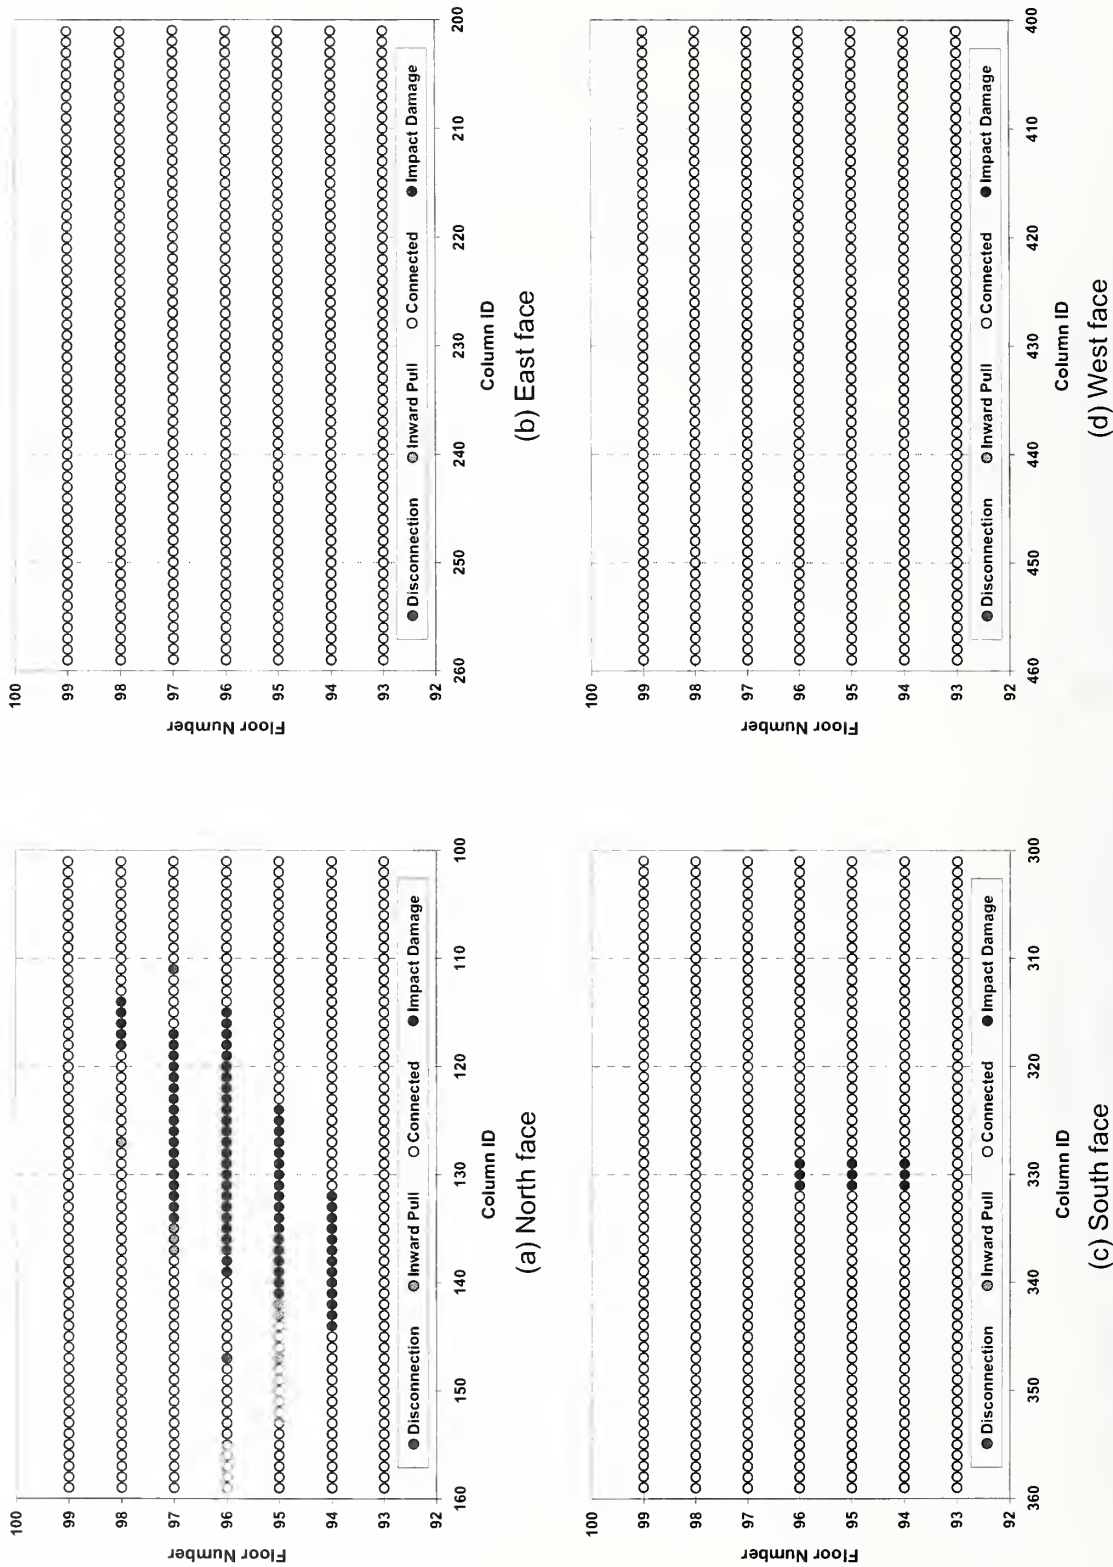 Floor Number
100
99
98
97
96
95
94
93
92
Disconnection Inward Pull Connected Impact Damage
160 150 140 130 120 110 100
Column ID
(a) North face
Floor Number
100
99
98
97
96
95
94
93
92
Disconnection Inward Pull Connected Impact Damage
260 250 240 230 220 210 200
Column ID
(b) East face
Floor Number
100
99
98
97
96
95
94
93
92
Disconnection Inward Pull Connected Impact Damage
360 350 340 330 320 310 300
Column ID
(c) South face
Floor Number
100
99
98
97
96
95
94
93
92
Disconnection Inward Pull Connected Impact Damage
460 450 440 430 420 410 400
Column ID
(d) West face